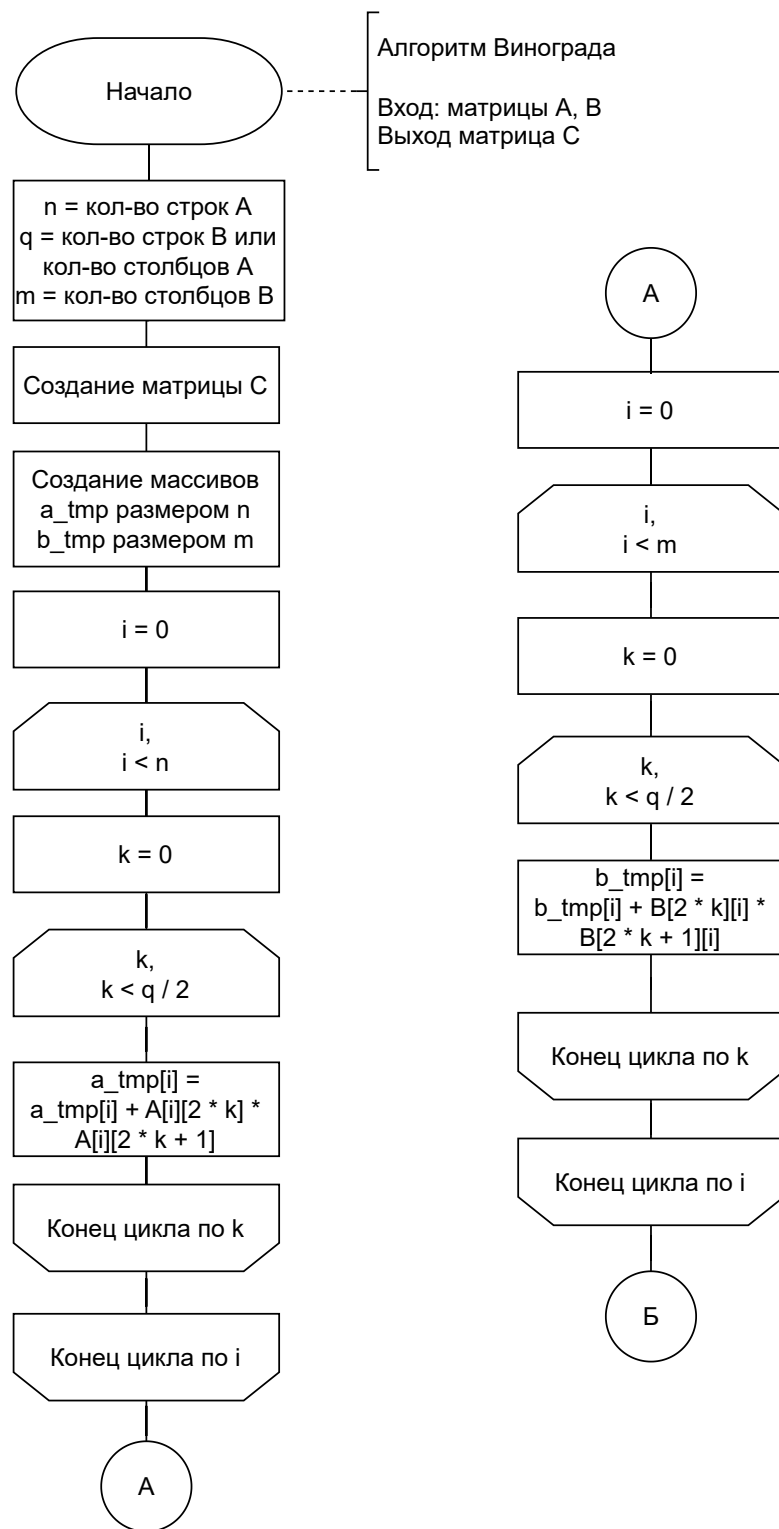 Начало
Алгоритм Винограда
Вход: матрицы А, В
Выход матрица С
n = кол-во строк А
q = кол-во строк В или
кол-во столбцов А
m = кол-во столбцов В
Создание матрицы С
Создание массивов
a_tmp размером n
b_tmp размером m
i = 0
i,
i < n
k = 0
k,
k < q / 2
a_tmp[i] =
a_tmp[i] + A[i][2 * k] *
A[i][2 * k + 1]
Конец цикла по k
Конец цикла по i
А
А
i = 0
i,
i < m
k = 0
k,
k < q / 2
b_tmp[i] =
b_tmp[i] + B[2 * k][i] *
B[2 * k + 1][i]
Конец цикла по k
Конец цикла по i
Б